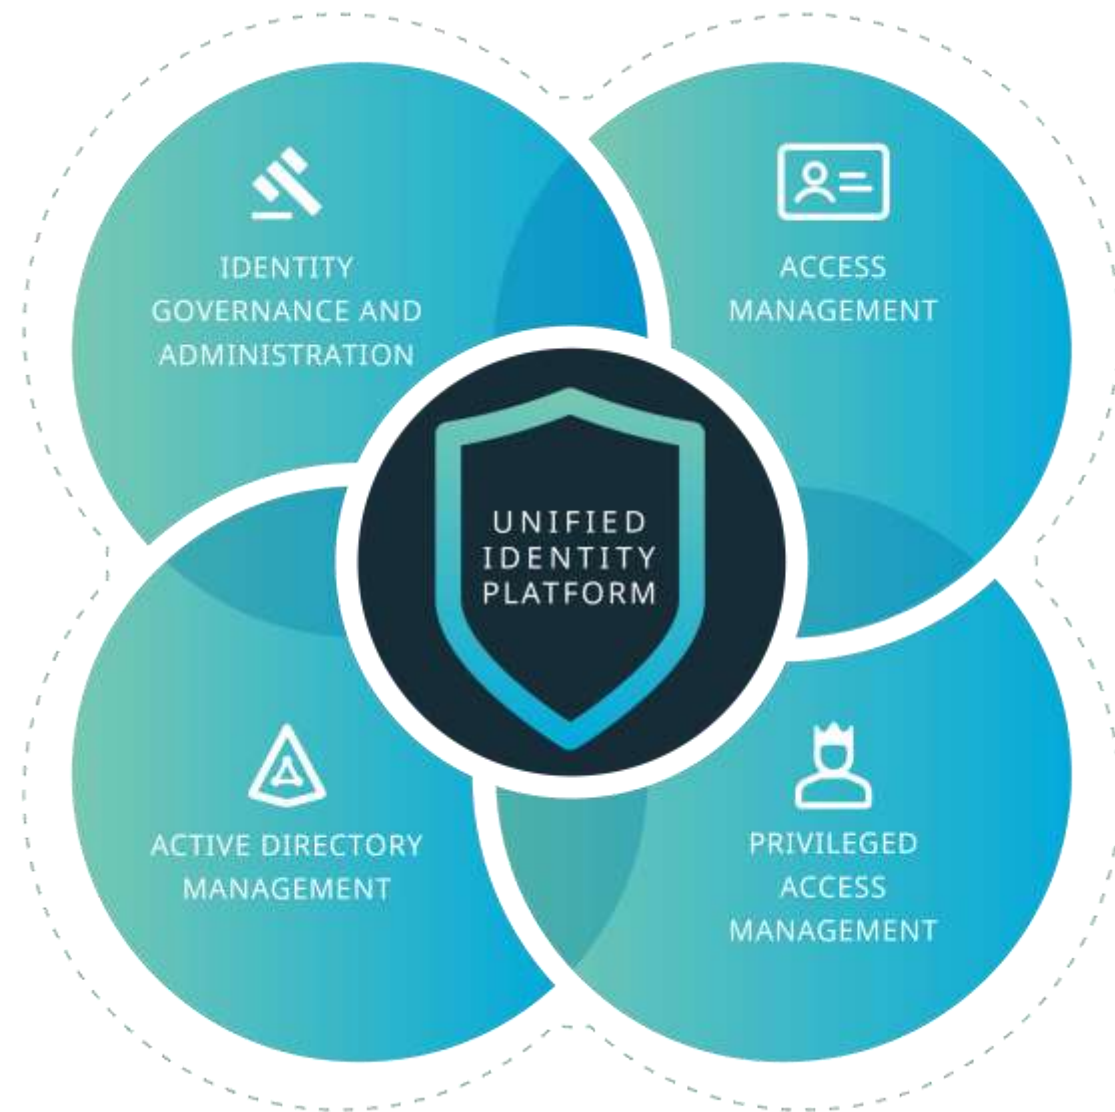 IDENTITY
GOVERNANCE AND
ADMINISTRATION
ACCESS
MANAGEMENT
UNIFIED
IDENTITY
PLATFORM
ACTIVE DIRECTORY
MANAGEMENT
PRIVILEGED
ACCESS
MANAGEMENT